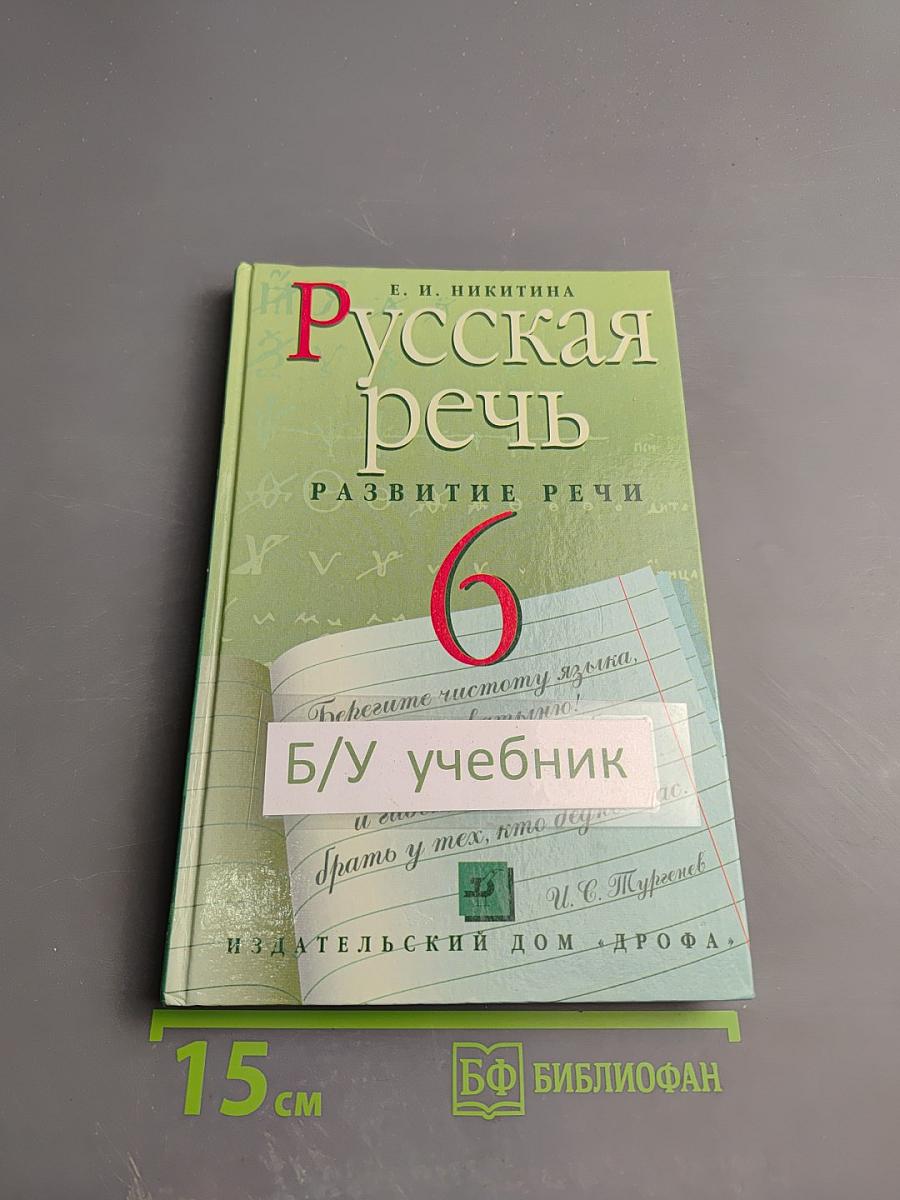 Е. И. НИКИТИНА
Русская
речь
РАЗВИТИЕ РЕЧИ
6
Берегите чистоту языка,
Б/У учебник
брать у тех, кто
И. С. Тургенев
ИЗДАТЕЛЬСКИЙ ДОМ «ДРОФА»
15 см
БФ БИБЛИОФАН